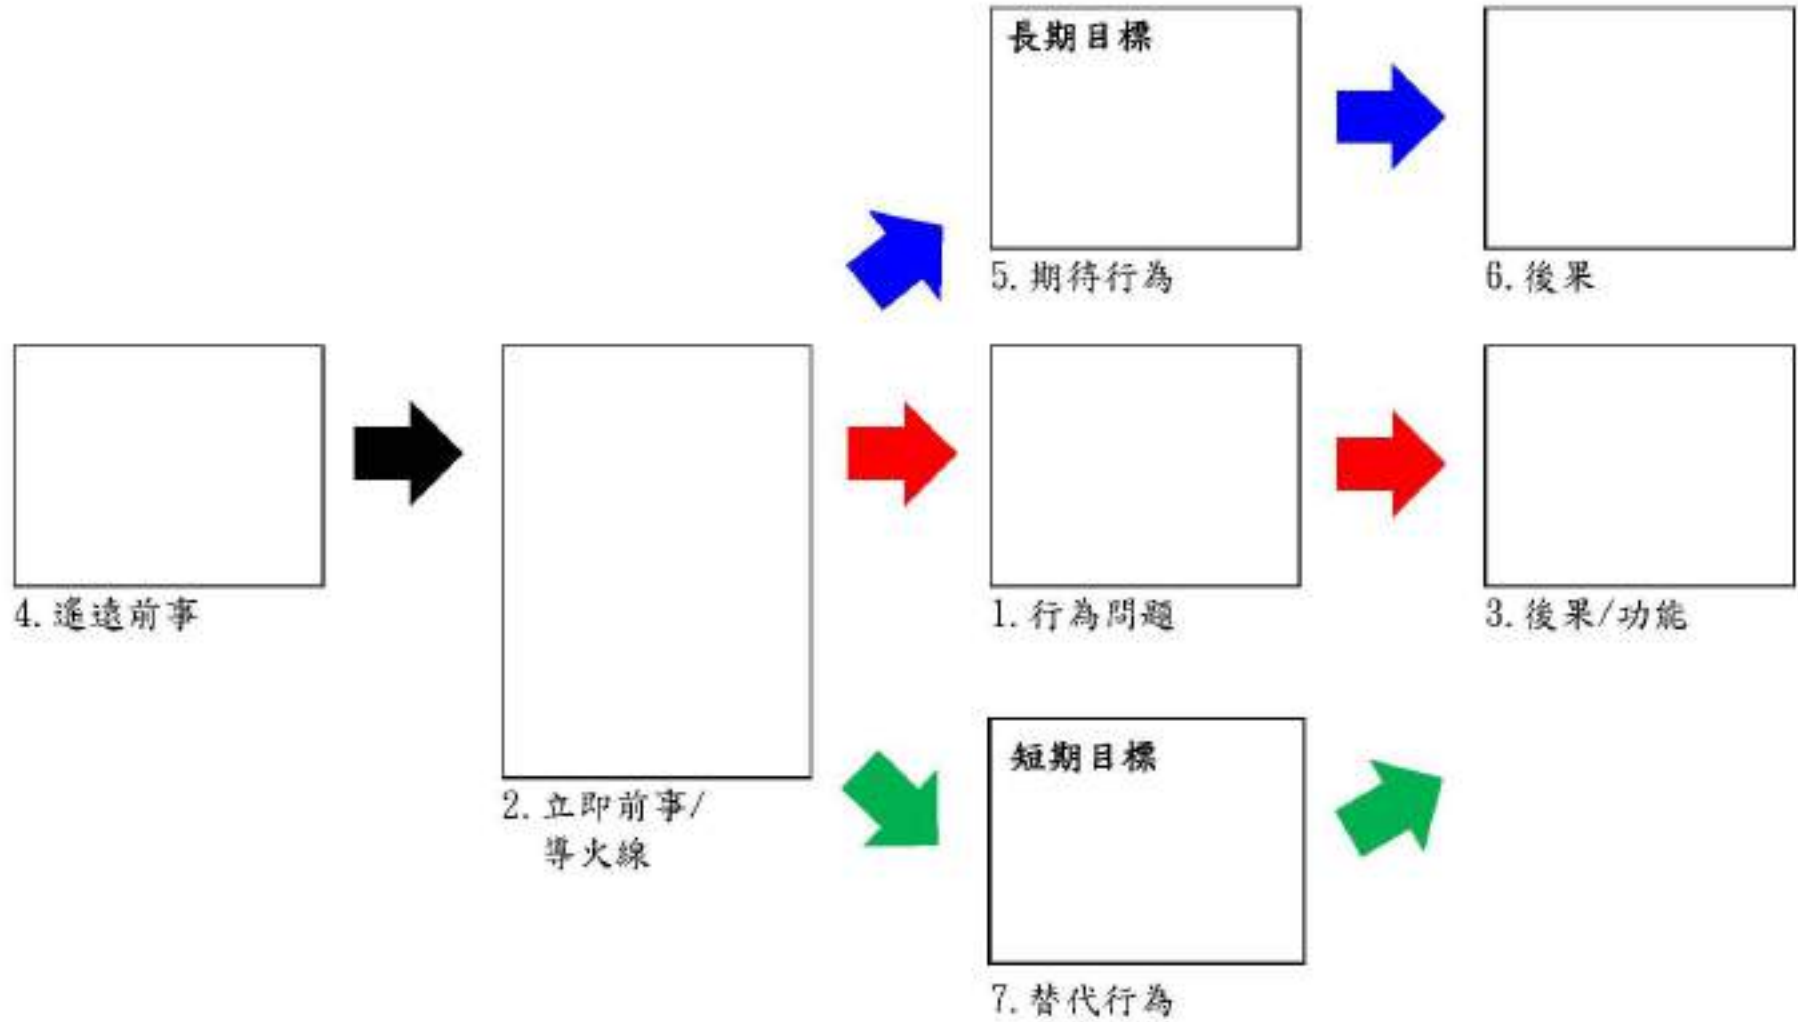 長期目標
5.期待行為
6.後果
4.遙遠前事
2.立即前事/
導火線
1.行為問題
3.後果/功能
短期目標
7.替代行為